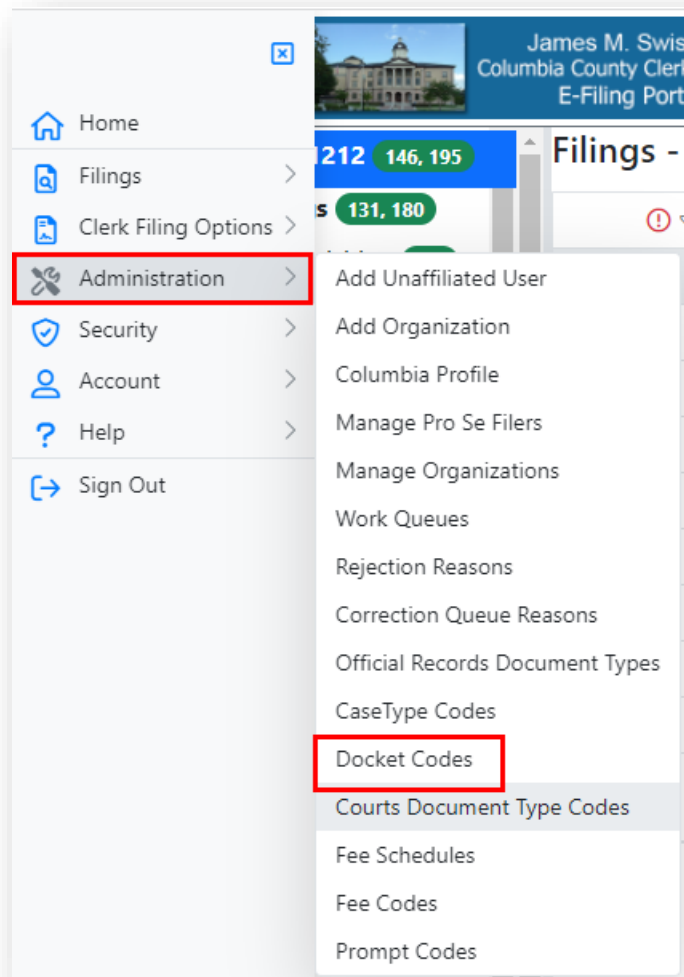 James M. Swis
Columbia County Cler
E-Filing Port
Home
Filings
Clerk Filing Options
Administration
Security
Account
Help
Sign Out
1212 146, 195
s 131, 180
Filings -
Add Unaffiliated User
Add Organization
Columbia Profile
Manage Pro Se Filers
Manage Organizations
Work Queues
Rejection Reasons
Correction Queue Reasons
Official Records Document Types
CaseType Codes
Docket Codes
Courts Document Type Codes
Fee Schedules
Fee Codes
Prompt Codes